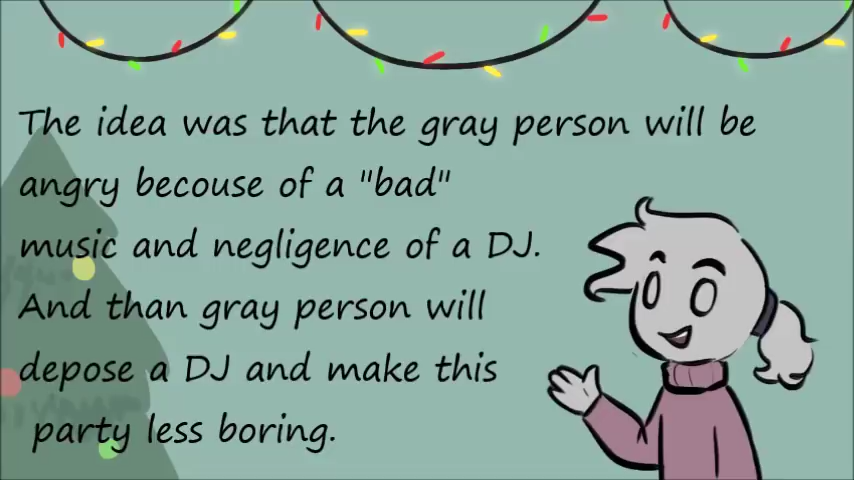 The idea was that the gray person will be
angry becouse of a "bad"
music and negligence of a DJ.
And than gray person will
depose a DJ and make this
party less boring.